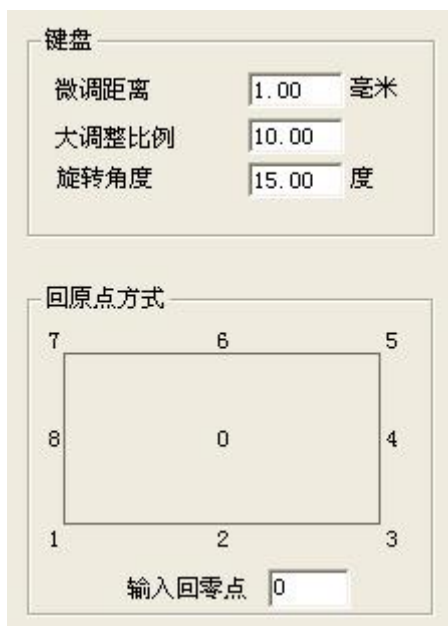 键盘
微调距离 1.00 毫米
大调整比例 10.00
旋转角度 15.00 度
回原点方式
7 6 5
8 0 4
1 2 3
输入回零点 0